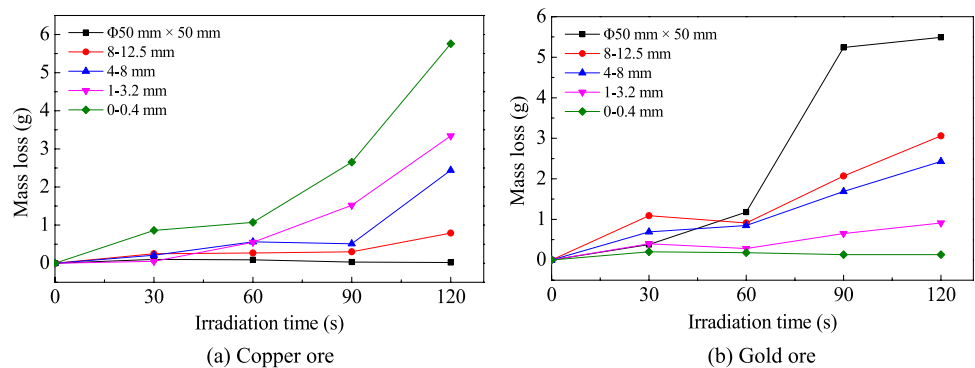 6
5
4
3
2
1
0
Mass loss (g)
Φ50 mm × 50 mm
8-12.5 mm
4-8 mm
1-3.2 mm
0-0.4 mm
0 30 60 90 120
Irradiation time (s)
(a) Copper ore
6
5
4
3
2
1
0
Mass loss (g)
Φ50 mm × 50 mm
8-12.5 mm
4-8 mm
1-3.2 mm
0-0.4 mm
0 30 60 90 120
Irradiation time (s)
(b) Gold ore